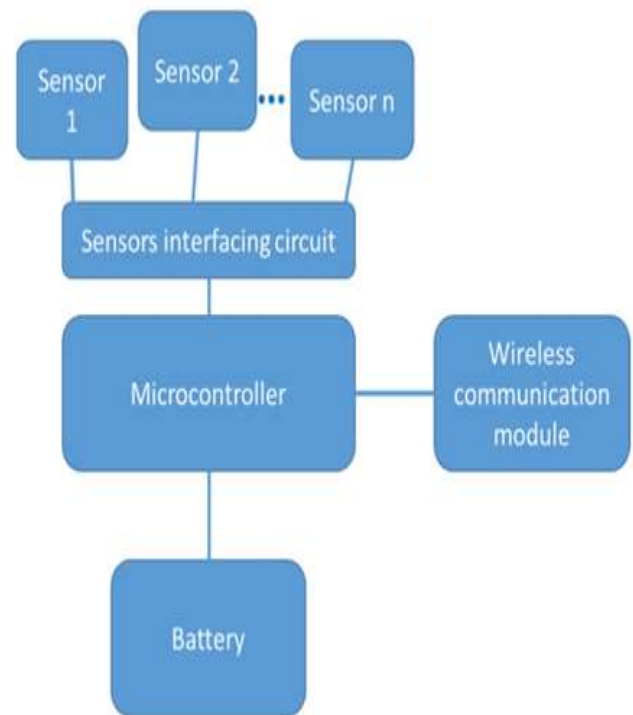 Sensor
1
Sensor 2
Sensor n
Sensors interfacing circuit
Microcontroller
Wireless
communication
module
Battery